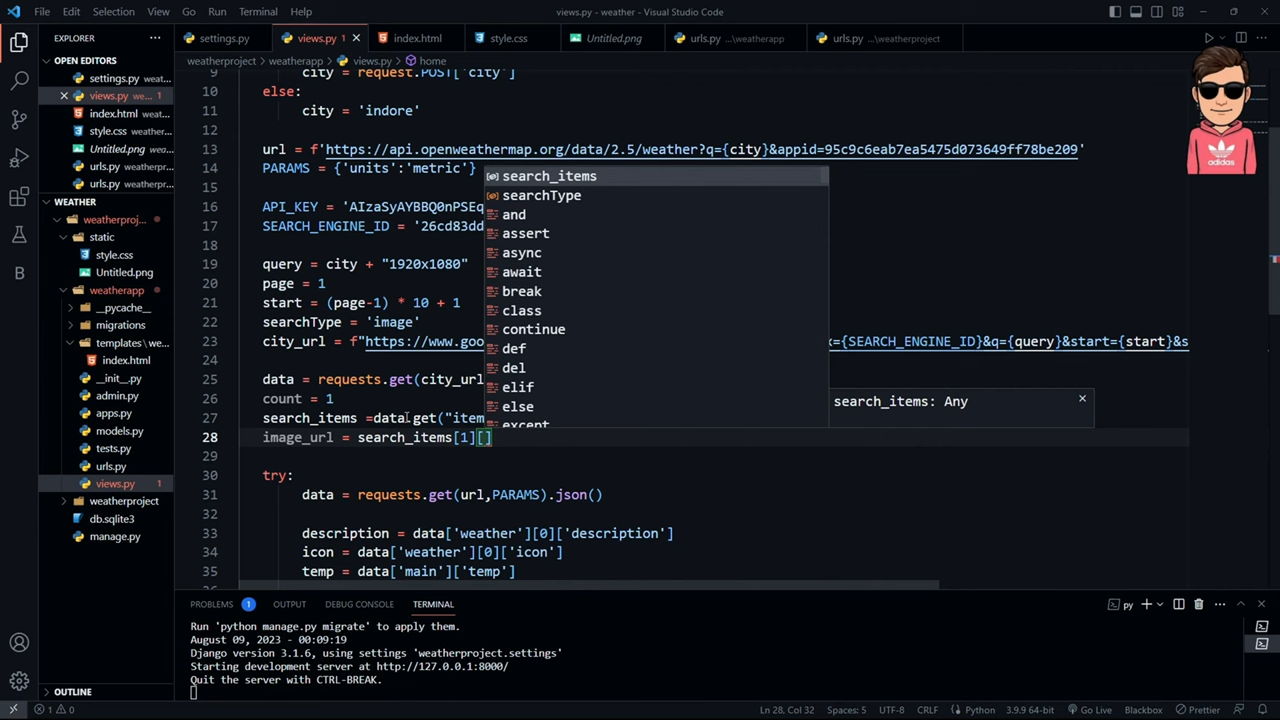 File Edit Selection View Go Run Terminal Help
views.py - weather - Visual Studio Code
EXPLORER
settings.py
views.py 1
index.html
style.css
Untitled.png
urls.py ...\weatherapp
urls.py ...\weatherproject
weatherproject > weatherapp > views.py > home
OPEN EDITORS
settings.py weat...
views.py we... 1
index.html weat...
style.css weather...
Untitled.png weat...
urls.py weatherpr...
urls.py weatherpr...
WEATHER
weatherproj...
static
style.css
Untitled.png
weatherapp
__pycache__
migrations
templates \ we...
index.html
__init__.py
admin.py
apps.py
models.py
tests.py
urls.py
views.py 1
weatherproject
db.sqlite3
manage.py
OUTLINE
9 city = request.POST['city']
10 else:
11 city = 'indore'
12
13 url = f'https://api.openweathermap.org/data/2.5/weather?q={city}&appid=95c9c6eab7ea5475d073649ff78be209'
14 PARAMS = {'units':'metric'}
15
16 API_KEY = 'AIzaSyAYBBQ0nPSEq
17 SEARCH_ENGINE_ID = '26cd83dd
18
19 query = city + "1920x1080"
20 page = 1
21 start = (page-1) * 10 + 1
22 searchType = 'image'
23 city_url = f"https://www.goo x={SEARCH_ENGINE_ID}&q={query}&start={start}&s
24
25 data = requests.get(city_url
26 count = 1
27 search_items =data.get("item
28 image_url = search_items[1][]
30 try:
31 data = requests.get(url,PARAMS).json()
32
33 description = data['weather'][0]['description']
34 icon = data['weather'][0]['icon']
35 temp = data['main']['temp']
search_items
searchType
and
assert
async
await
break
class
continue
def
del
elif
else
except
search_items: Any
adidas
PROBLEMS 1 OUTPUT DEBUG CONSOLE TERMINAL
py
Run 'python manage.py migrate' to apply them.
August 09, 2023 - 00:09:19
Django version 3.1.6, using settings 'weatherproject.settings'
Starting development server at http://127.0.0.1:8000/
Quit the server with CTRL-BREAK.
1 0
Ln 28, Col 32 Spaces: 5 UTF-8 CRLF Python 3.9.9 64-bit Go Live Blackbox Prettier